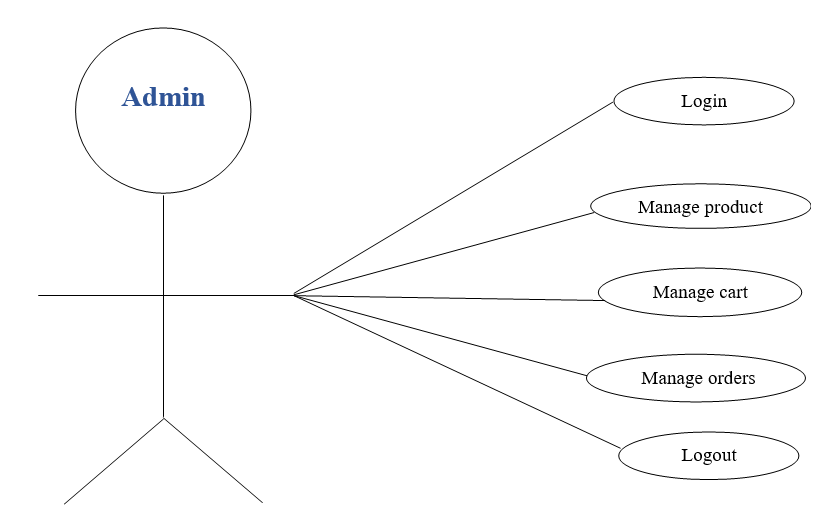 Admin
Login
Manage product
Manage cart
Manage orders
Logout